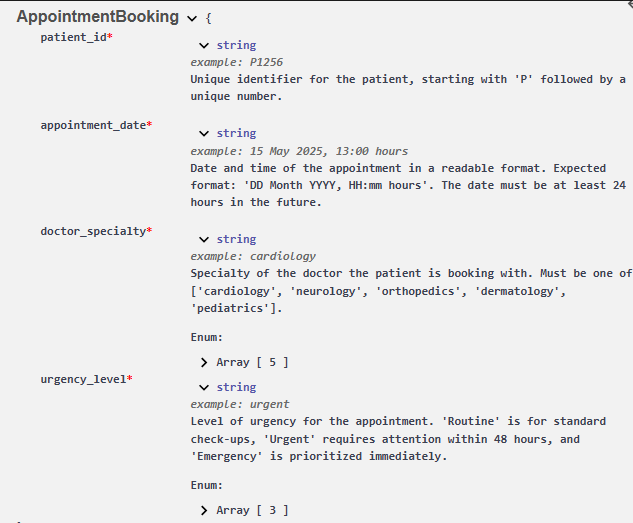 AppointmentBooking {
patient_id*
string
example: P1256
Unique identifier for the patient, starting with 'P' followed by a
unique number.
appointment_date*
string
example: 15 May 2025, 13:00 hours
Date and time of the appointment in a readable format. Expected
format: 'DD Month YYYY, HH:mm hours'. The date must be at least 24
hours in the future.
doctor_specialty*
string
example: cardiology
Specialty of the doctor the patient is booking with. Must be one of
['cardiology', 'neurology', 'orthopedics', 'dermatology',
'pediatrics'].
Enum:
Array [ 5 ]
urgency_level*
string
example: urgent
Level of urgency for the appointment. 'Routine' is for standard
check-ups, 'Urgent' requires attention within 48 hours, and
'Emergency' is prioritized immediately.
Enum:
Array [ 3 ]